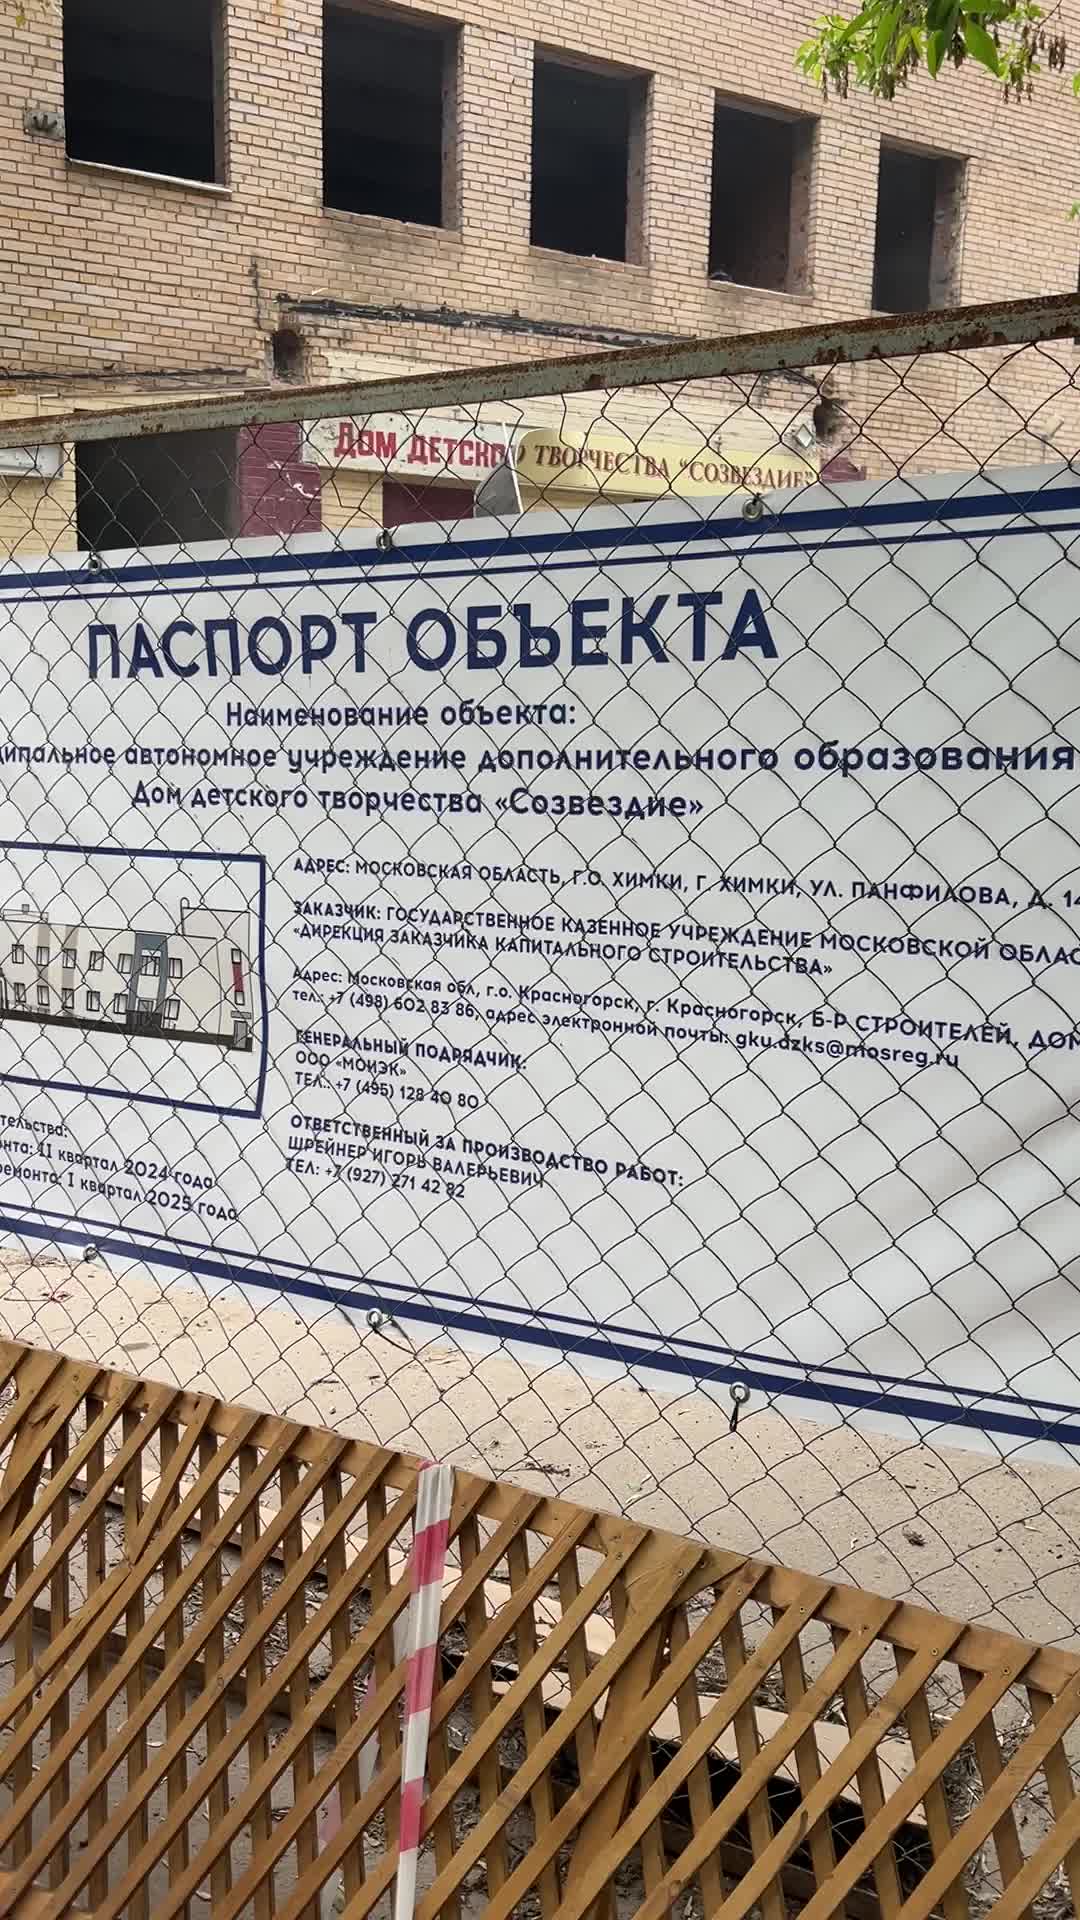 ДОМ ДЕТСКО
ТВОРЧЕСТВА "СОЗВЕЗДИЕ"
ПАСПОРТ ОБЪЕКТА
Наименование объекта:
ципальное автономное учреждение дополнительного образования
Дом детского творчества «Созвездие»
АДРЕС: МОСКОВСКАЯ ОБЛАСТЬ, Г.О. ХИМКИ, Г. ХИМКИ, УЛ. ПАНФИЛОВА, Д. 14
ЗАКАЗЧИК: ГОСУДАРСТВЕННОЕ КАЗЕННОЕ УЧРЕЖДЕНИЕ МОСКОВСКОЙ ОБЛАС
«ДИРЕКЦИЯ ЗАКАЗЧИКА КАПИТАЛЬНОГО СТРОИТЕЛЬСТВА»
Адрес: Московская обл, г.о. Красногорск, г. Красногорск, Б-Р СТРОИТЕЛЕЙ, ДОМ
тел.: +7 (498) 602 83 86, адрес электронной почты: gku.dzks@mosreg.ru
ГЕНЕРАЛЬНЫЙ ПОДРЯДЧИК:
ООО «МОИЭК»
ТЕЛ.: +7 (495) 128 40 80
ОТВЕТСТВЕННЫЙ ЗА ПРОИЗВОДСТВО РАБОТ:
ШРЕЙНЕР ИГОРЬ ВАЛЕРЬЕВИЧ
ТЕЛ: +7 (927) 271 42 82
тельства:
онта: II квартал 2024 года
ремонта: I квартал 2025 года